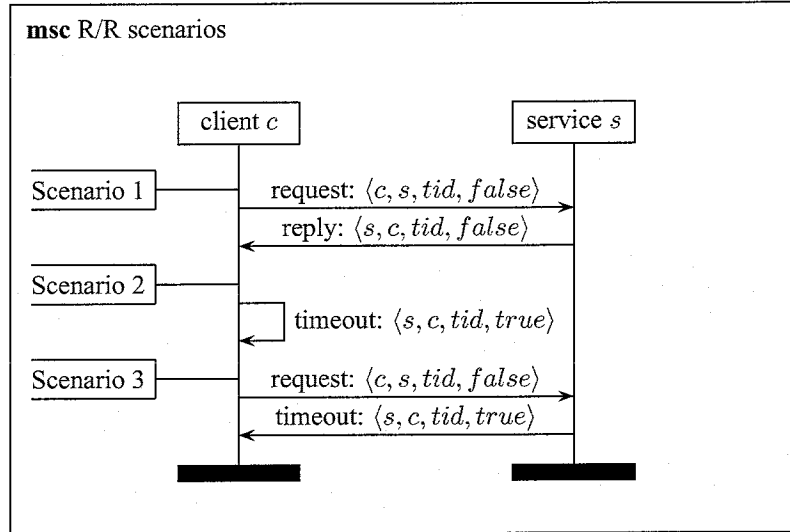 msc R/R scenarios
client c
service s
Scenario 1
request: ⟨c, s, tid, false⟩
reply: ⟨s, c, tid, false⟩
Scenario 2
timeout: ⟨s, c, tid, true⟩
Scenario 3
request: ⟨c, s, tid, false⟩
timeout: ⟨s, c, tid, true⟩